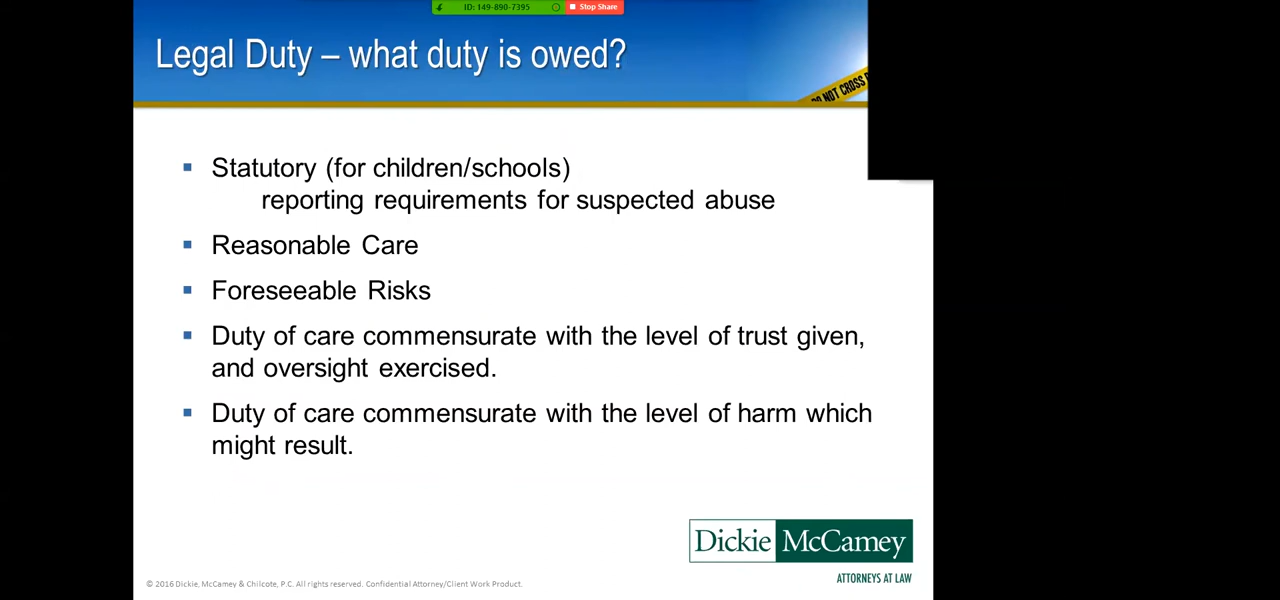 ID: 149-890-7395
Stop Share
Legal Duty – what duty is owed?
DO NOT CROSS
Statutory (for children/schools)
reporting requirements for suspected abuse
Reasonable Care
Foreseeable Risks
Duty of care commensurate with the level of trust given,
and oversight exercised.
Duty of care commensurate with the level of harm which
might result.
Dickie McCamey
ATTORNEYS AT LAW
© 2016 Dickie, McCamey & Chilcote, P.C. All rights reserved. Confidential Attorney/Client Work Product.